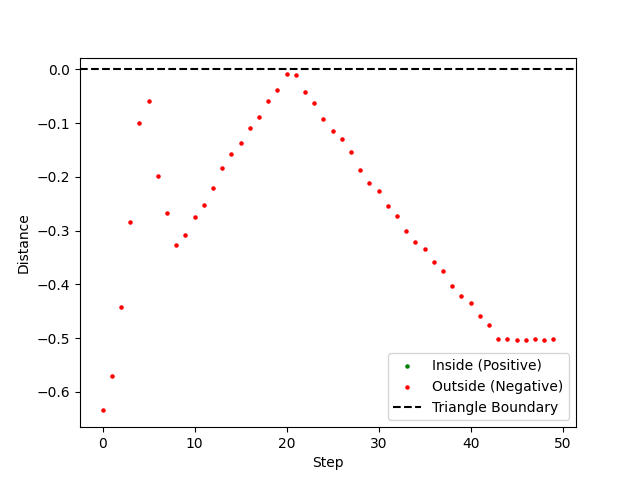 0.0
−0.1
−0.2
−0.3
−0.4
−0.5
−0.6
Distance
Inside (Positive)
Outside (Negative)
Triangle Boundary
0 10 20 30 40 50
Step